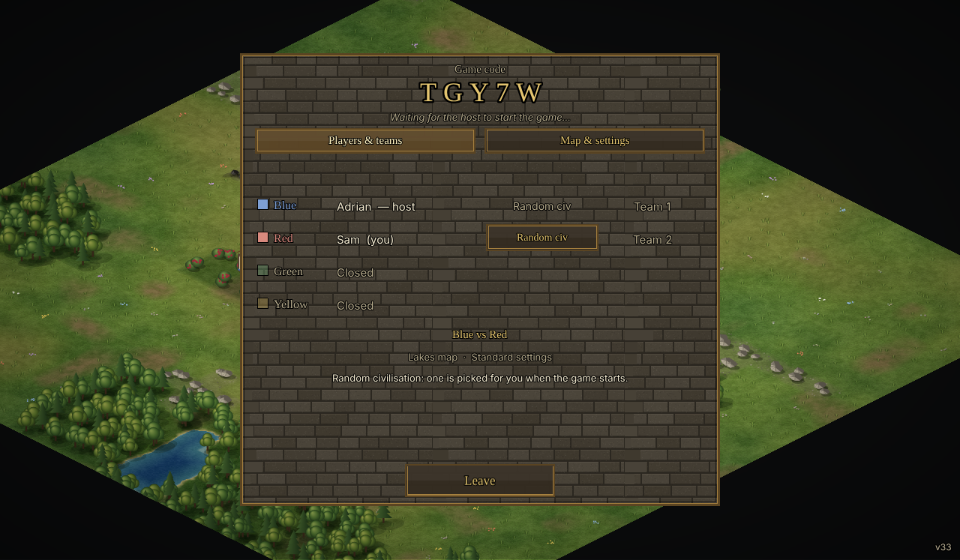 Game code
TGY7W
Waiting for the host to start the game...
Players & teams
Map & settings
Blue Adrian — host Random civ Team 1
Red Sam (you) Random civ Team 2
Green Closed
Yellow Closed
Blue vs Red
Lakes map · Standard settings
Random civilisation: one is picked for you when the game starts.
Leave
v33